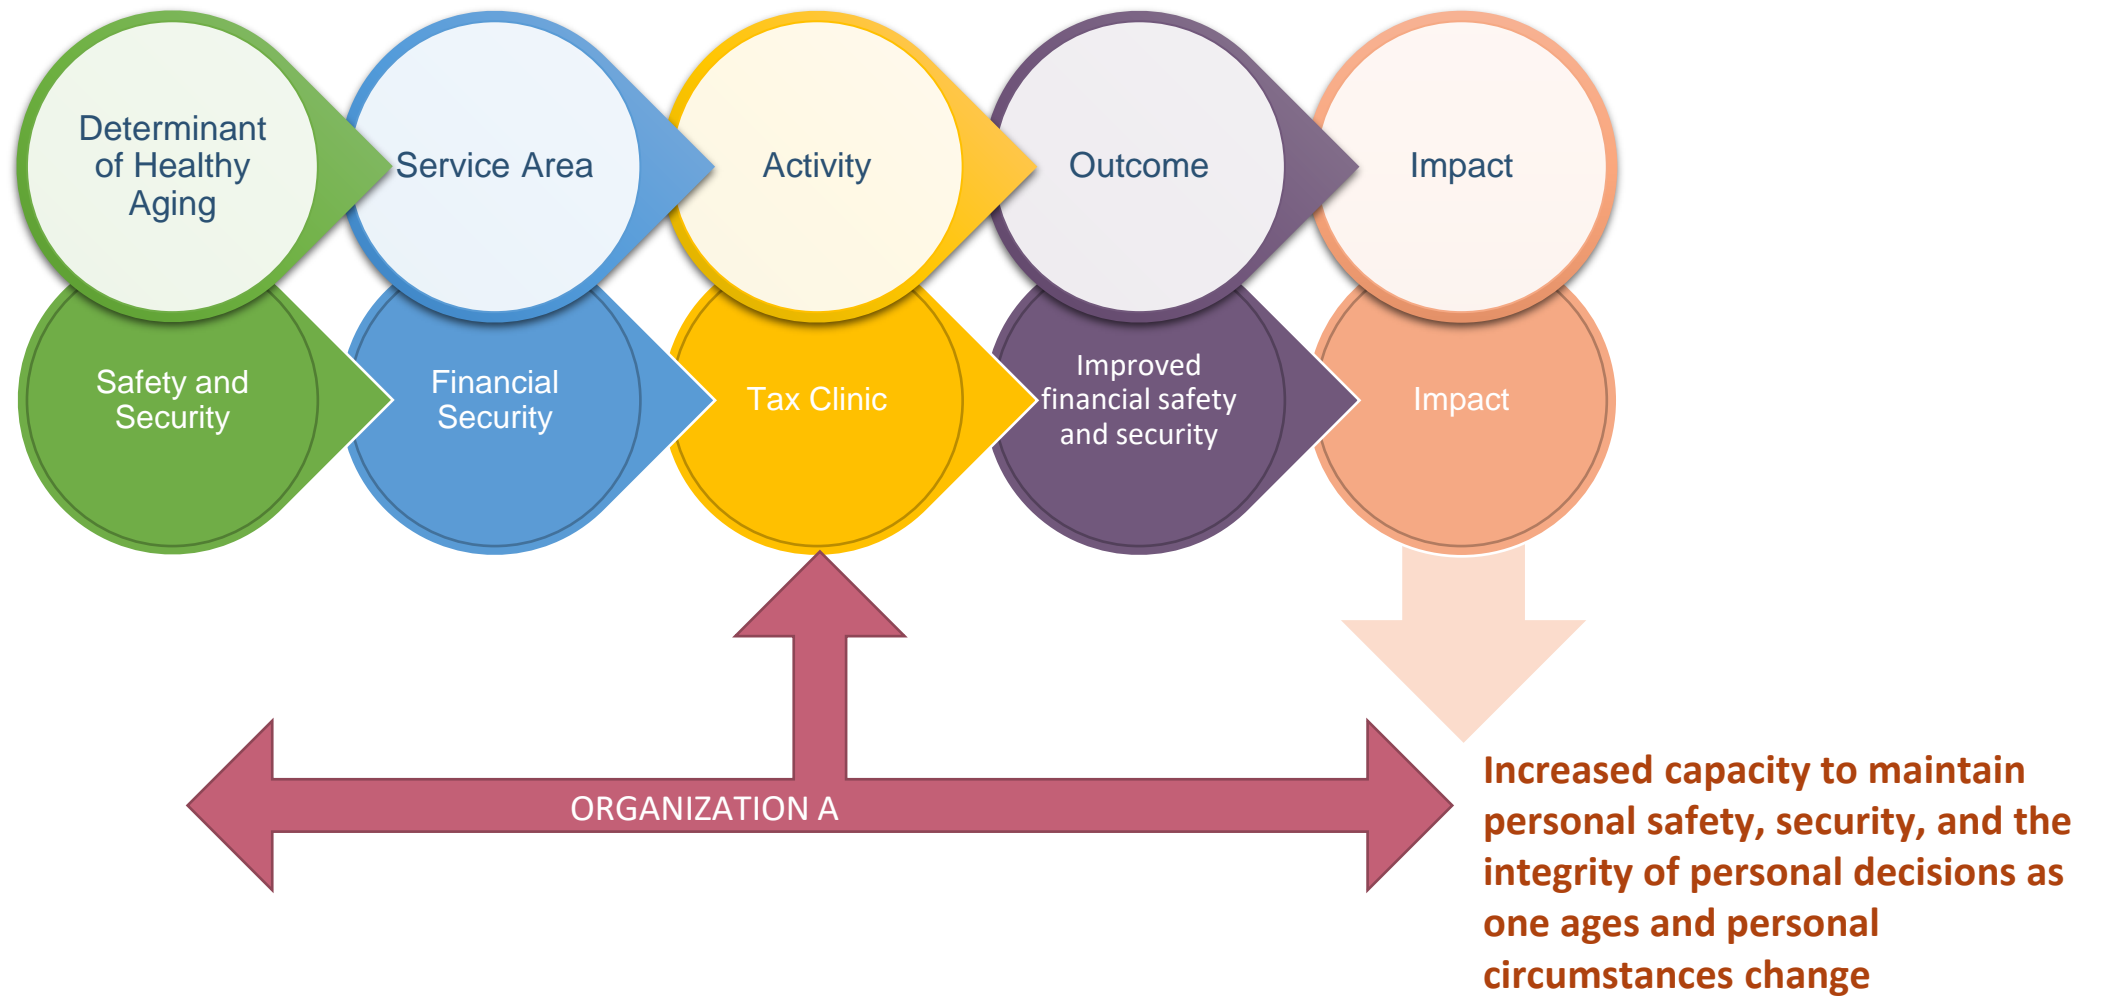 Determinant
of Healthy
Aging
Service Area
Activity
Outcome
Impact
Safety and
Security
Financial
Security
Tax Clinic
Improved
financial safety
and security
Impact
ORGANIZATION A
Increased capacity to maintain
personal safety, security, and the
integrity of personal decisions as
one ages and personal
circumstances change